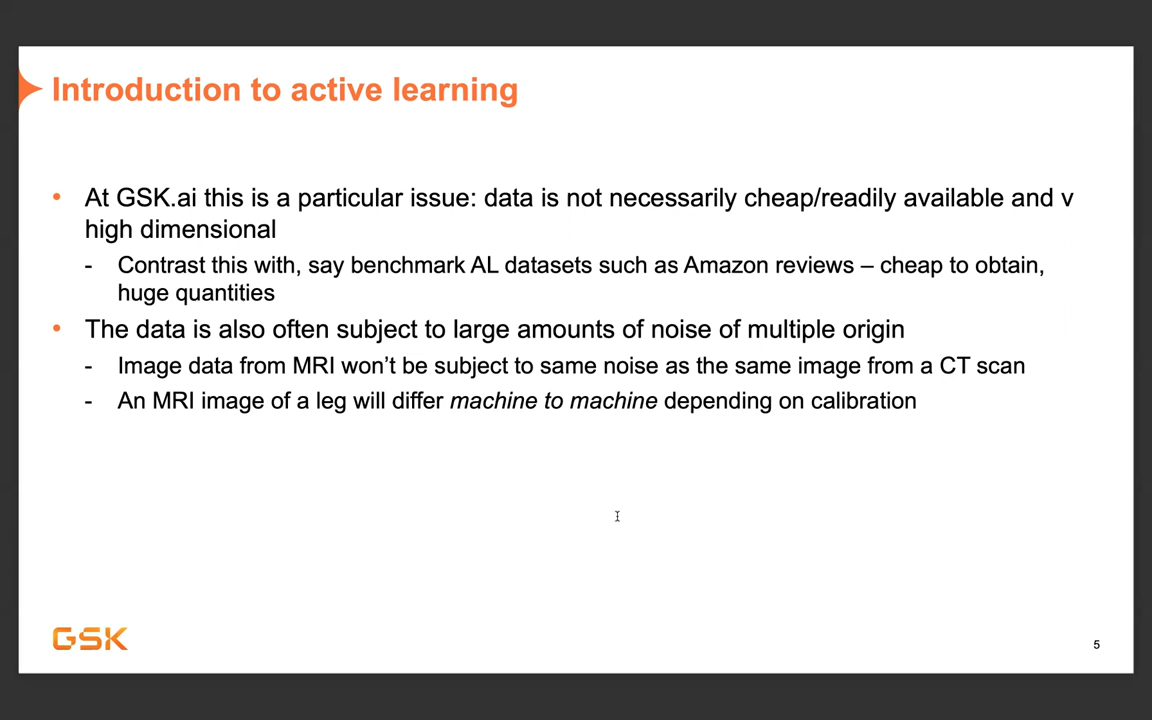 Introduction to active learning
• At GSK.ai this is a particular issue: data is not necessarily cheap/readily available and v
high dimensional
- Contrast this with, say benchmark AL datasets such as Amazon reviews – cheap to obtain,
huge quantities
• The data is also often subject to large amounts of noise of multiple origin
- Image data from MRI won’t be subject to same noise as the same image from a CT scan
- An MRI image of a leg will differ machine to machine depending on calibration
GSK
5